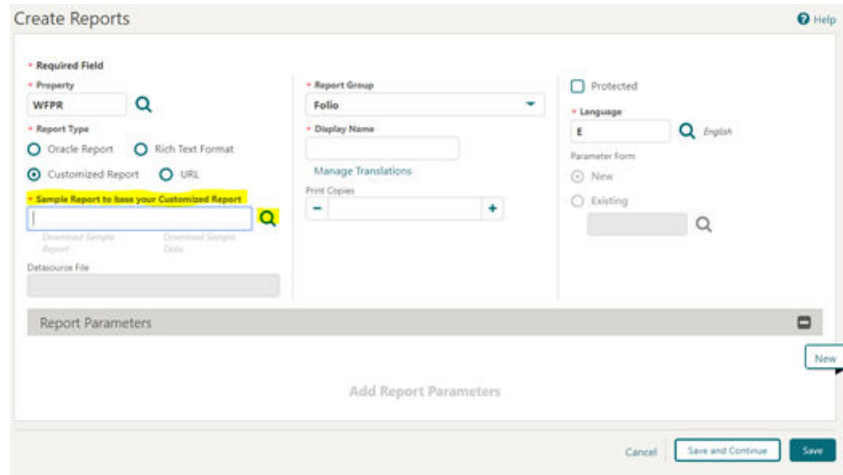 Create Reports
Help
* Required Field
* Property
WFPR
* Report Type
Oracle Report
Rich Text Format
Customized Report
URL
* Sample Report to base your Customized Report
Download Sample Report
Download Sample Data
Datasource File
* Report Group
Folio
* Display Name
Manage Translations
Print Copies
Protected
* Language
E
English
Parameter Form
New
Existing
Report Parameters
New
Add Report Parameters
Cancel
Save and Continue
Save